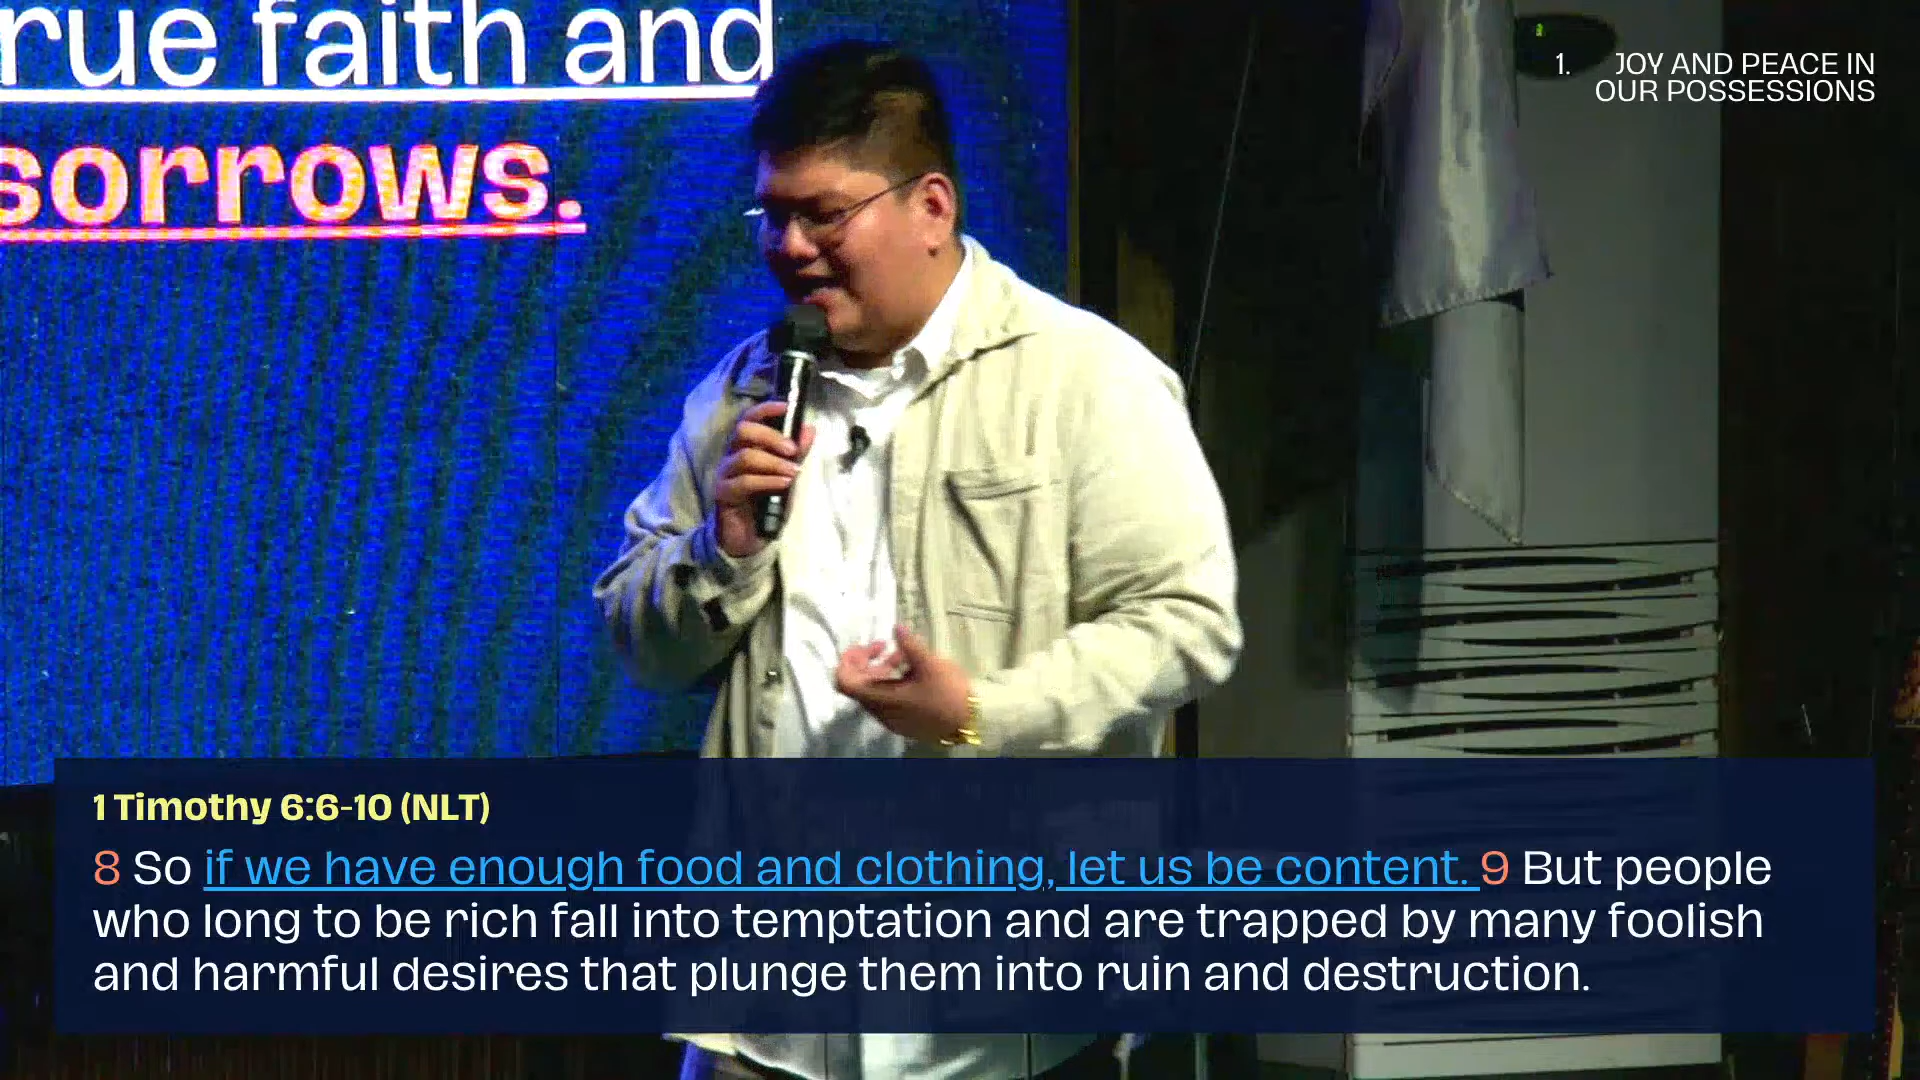 rue faith and
sorrows.
1. JOY AND PEACE IN
OUR POSSESSIONS
1 Timothy 6:6-10 (NLT)
8 So if we have enough food and clothing, let us be content. 9 But people
who long to be rich fall into temptation and are trapped by many foolish
and harmful desires that plunge them into ruin and destruction.